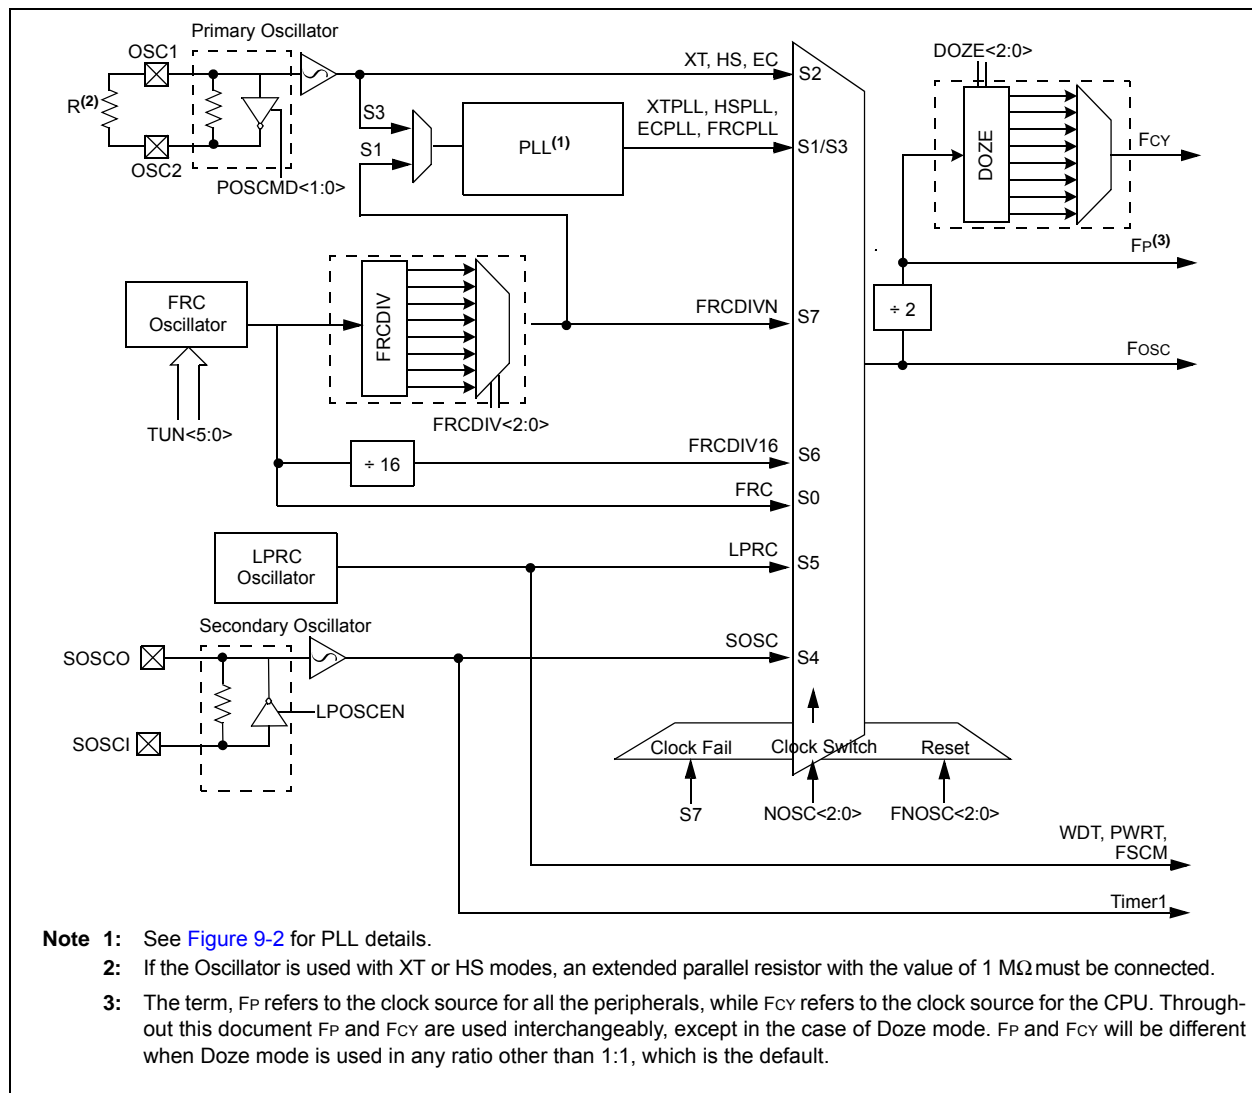 Primary Oscillator
OSC1
DOZE<2:0>
XT, HS, EC
S2
R(2)
S3
XTPLL, HSPLL,
ECPLL, FRCPLL
PLL(1)
S1/S3
DOZE
FCY
S1
OSC2
POSCMD<1:0>
FP(3)
FRC
Oscillator
FRCDIV
FRCDIVN
S7
÷ 2
FOSC
TUN<5:0>
FRCDIV<2:0>
FRCDIV16
S6
÷ 16
FRC
S0
LPRC
Oscillator
LPRC
S5
Secondary Oscillator
SOSCO
SOSC
S4
LPOSCEN
SOSCI
Clock Fail
Clock Switch
Reset
S7
NOSC<2:0>
FNOSC<2:0>
WDT, PWRT,
FSCM
Timer1
Note 1: See Figure 9-2 for PLL details.
2: If the Oscillator is used with XT or HS modes, an extended parallel resistor with the value of 1 MΩ must be connected.
3: The term, FP refers to the clock source for all the peripherals, while FCY refers to the clock source for the CPU. Through-
out this document FP and FCY are used interchangeably, except in the case of Doze mode. FP and FCY will be different
when Doze mode is used in any ratio other than 1:1, which is the default.